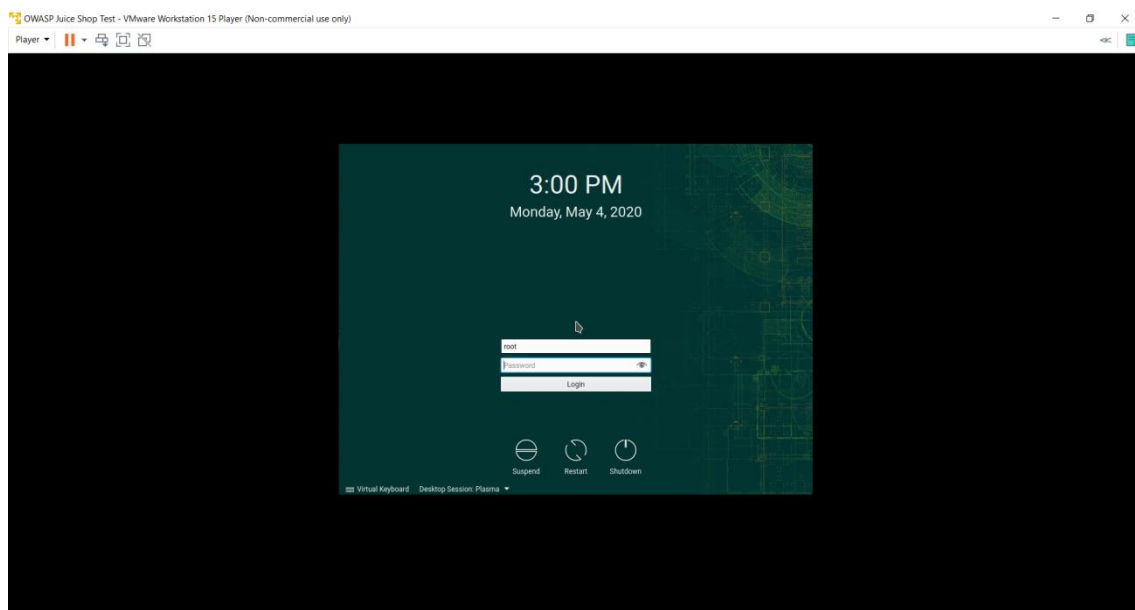 OWASP Juice Shop Test - VMware Workstation 15 Player (Non-commercial use only)
Player
3:00 PM
Monday, May 4, 2020
root
Password
Login
Suspend Restart Shutdown
Virtual Keyboard Desktop Session: Plasma